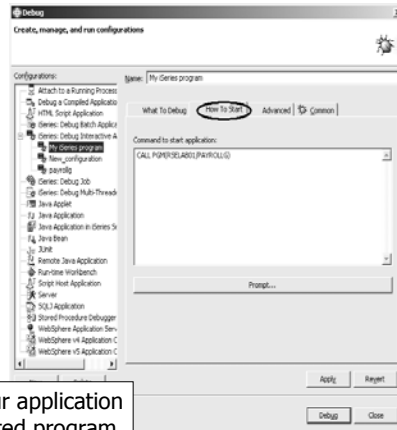 Debug
Create, manage, and run configurations
Configurations:
Attach to a Running Process
Debug a Compiled Applicatio
HTML Script Application
iSeries: Debug Batch Applica
iSeries: Debug Interactive A
My iSeries program
New_configuration
payrollg
iSeries: Debug Job
iSeries: Debug Multi-Thread
Java Applet
Java Application
Java Application in iSeries S
Java Bean
JUnit
Remote Java Application
Run-time Workbench
Script Host Application
Server
SQLJ Application
Stored Procedure Debugger
WebSphere Application Serv
WebSphere v4 Application C
WebSphere v5 Application C
Name: My iSeries program
What To Debug How To Start Advanced Common
Command to start application:
CALL PGM(RSELAB01/PAYROLLG)
Prompt...
Apply Revert
Debug Close
r application
ed program